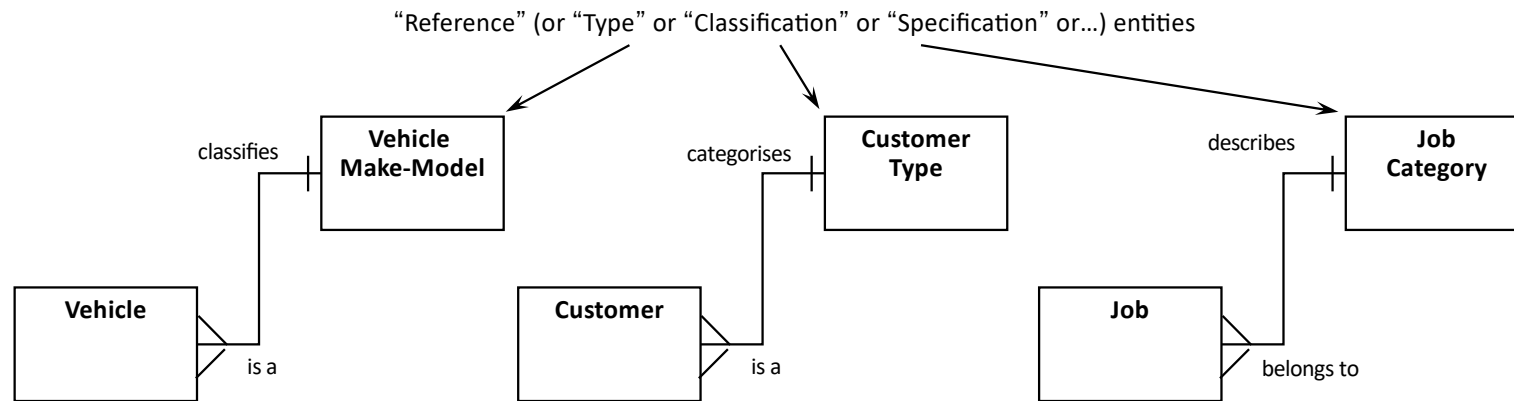 “Reference” (or “Type” or “Classification” or “Specification” or...) entities
classifies
Vehicle
Make-Model
categorises
Customer
Type
describes
Job
Category
Vehicle
is a
Customer
is a
Job
belongs to